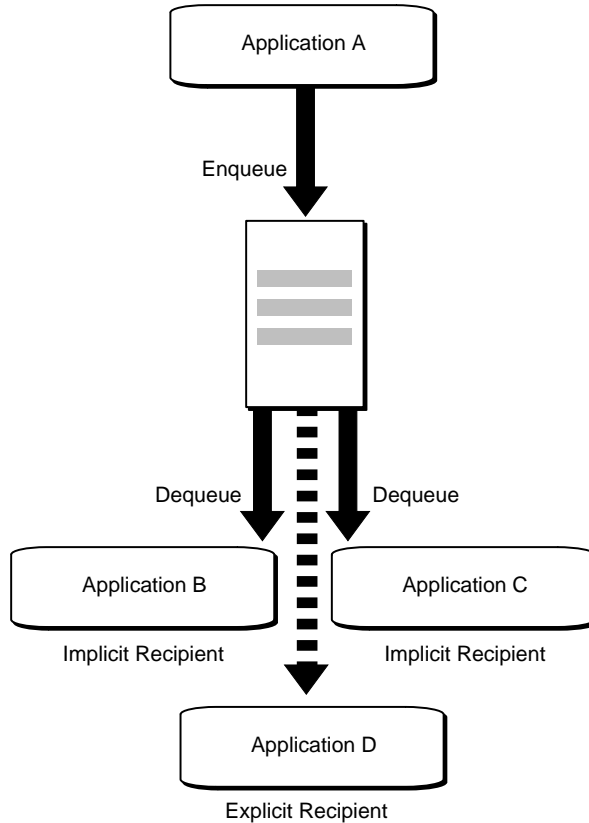 Application A
Enqueue
Dequeue
Dequeue
Application B
Application C
Implicit Recipient
Implicit Recipient
Application D
Explicit Recipient